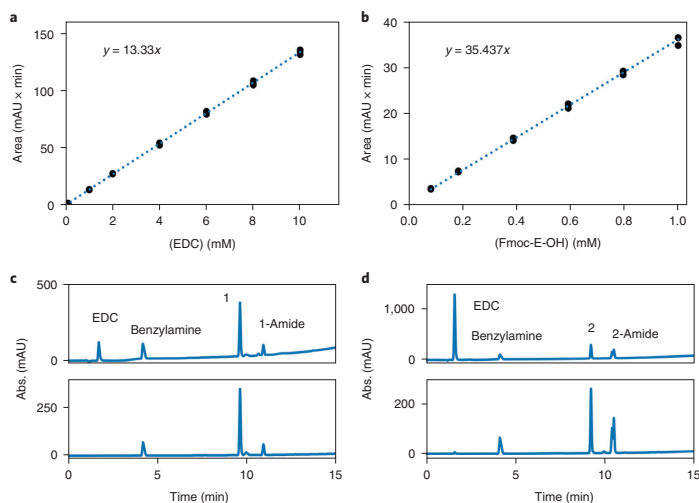 a
b
150
100
50
0
Area (mAU × min)
y = 13.33x
0
2
4
6
8
10
(EDC) (mM)
40
30
20
10
0
Area (mAU × min)
y = 35.437x
0.0
0.2
0.4
0.6
0.8
1.0
(Fmoc-E-OH) (mM)
c
d
500
0
250
0
Abs. (mAU)
EDC
Benzylamine
1
1-Amide
0
5
10
15
Time (min)
1,000
0
200
0
Abs. (mAU)
EDC
Benzylamine
2
2-Amide
0
5
10
15
Time (min)